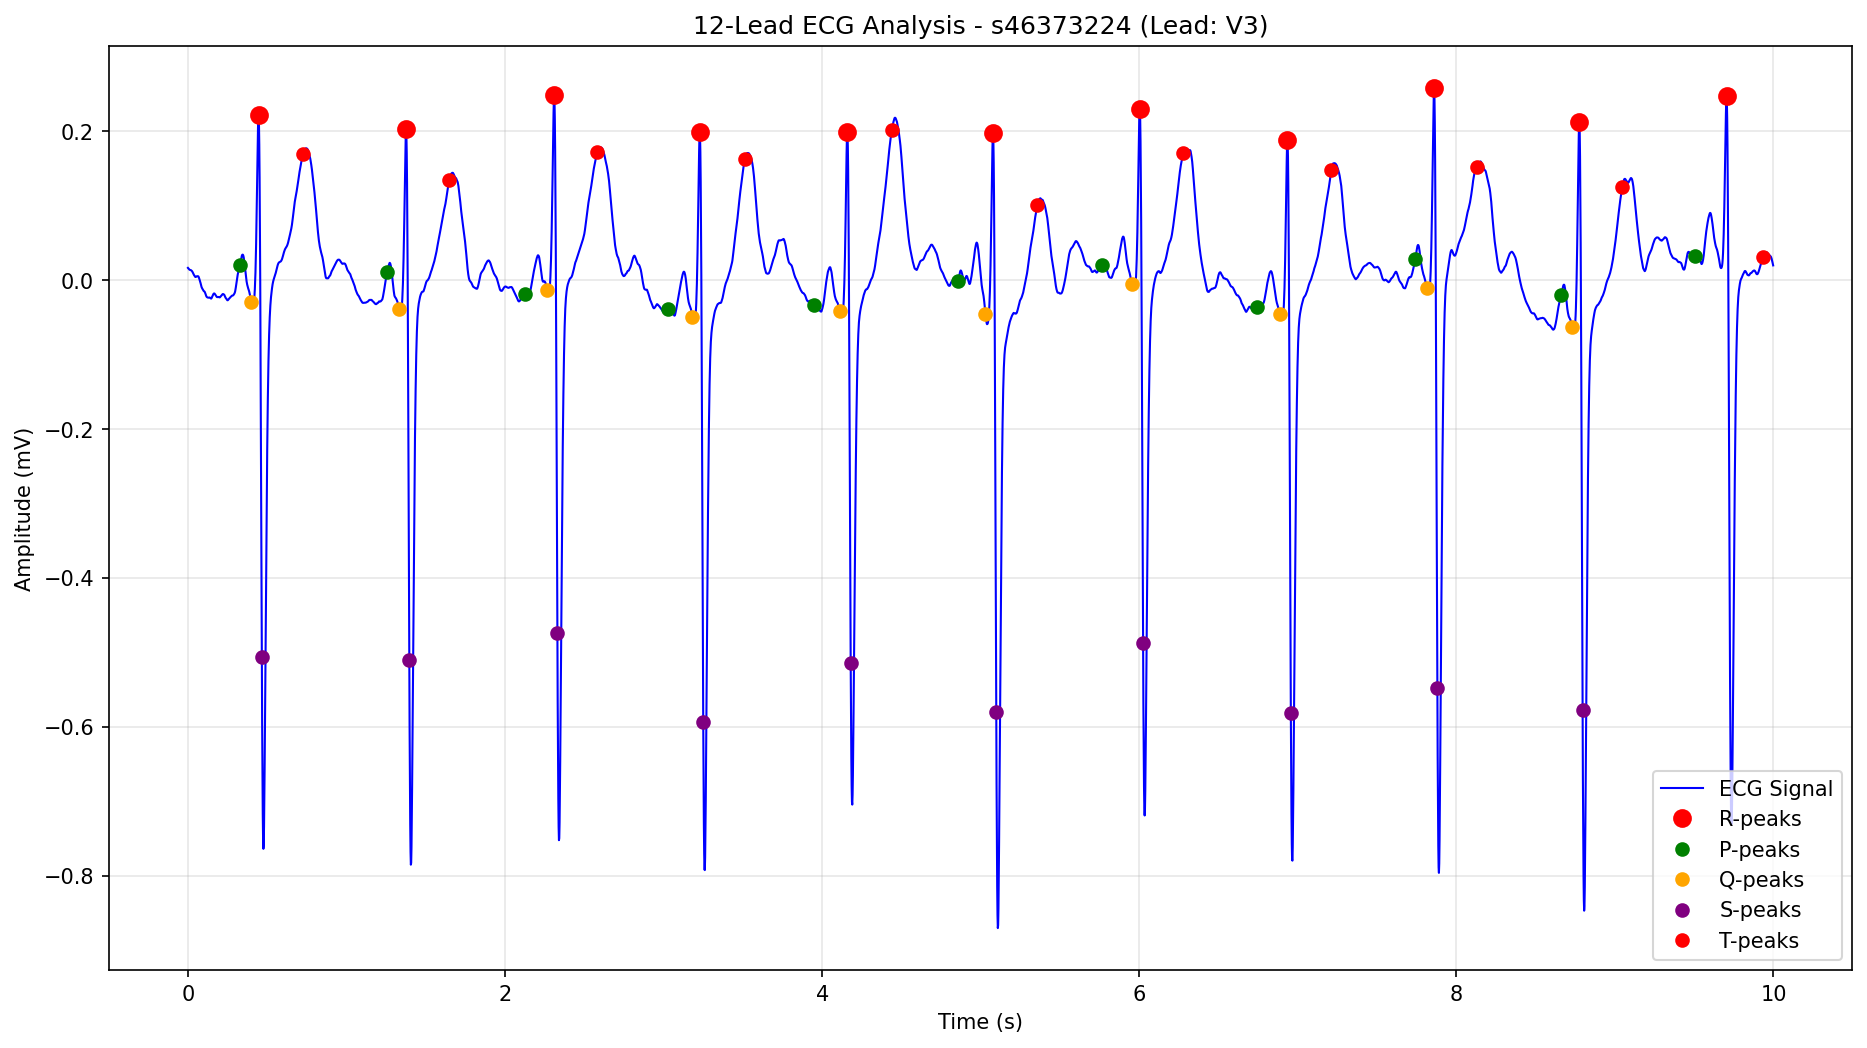 12-Lead ECG Analysis - s46373224 (Lead: V3)
Amplitude (mV)
0.2
0.0
−0.2
−0.4
−0.6
−0.8
ECG Signal
R-peaks
P-peaks
Q-peaks
S-peaks
T-peaks
0 2 4 6 8 10
Time (s)